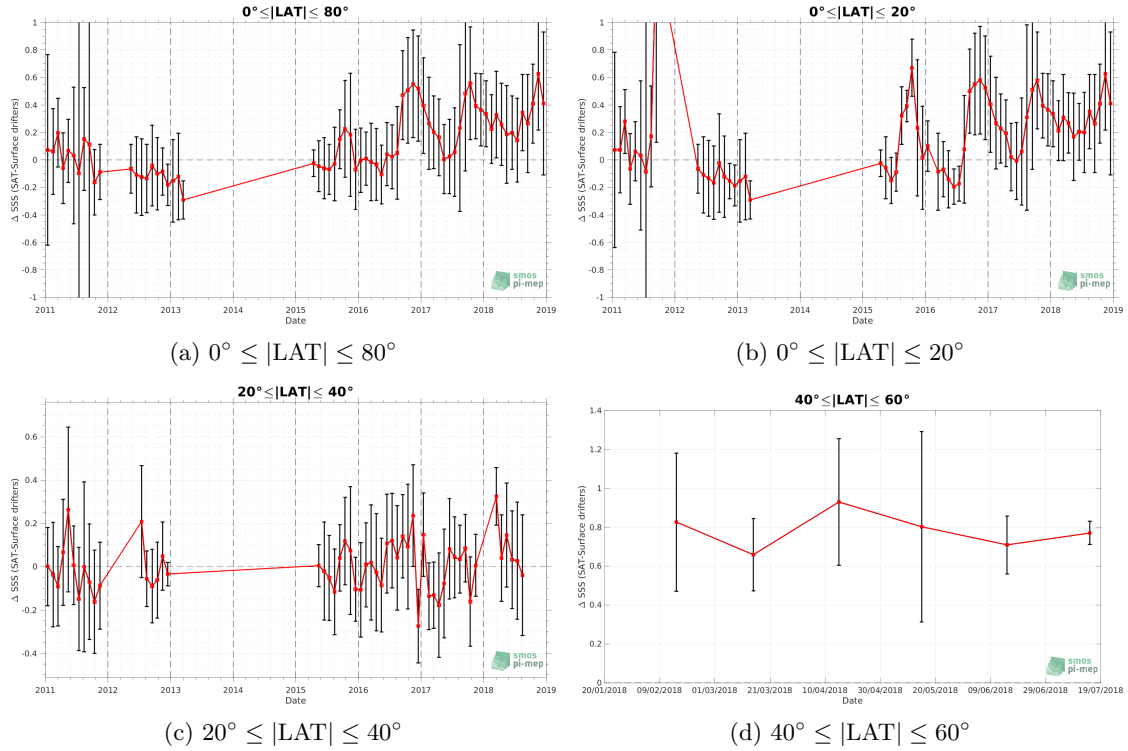 0°≤|LAT|≤ 80°
1
0.8
0.6
0.4
0.2
0
-0.2
-0.4
-0.6
-0.8
-1
Δ SSS (SAT-Surface drifters)
2011 2012 2013 2014 2015 2016 2017 2018 2019
Date
smos
pi-mep
(a) 0° ≤ |LAT| ≤ 80°
0°≤|LAT|≤ 20°
1
0.8
0.6
0.4
0.2
0
-0.2
-0.4
-0.6
-0.8
-1
Δ SSS (SAT-Surface drifters)
2011 2012 2013 2014 2015 2016 2017 2018 2019
Date
smos
pi-mep
(b) 0° ≤ |LAT| ≤ 20°
20°≤|LAT|≤ 40°
0.6
0.4
0.2
0
-0.2
-0.4
Δ SSS (SAT-Surface drifters)
2011 2012 2013 2014 2015 2016 2017 2018 2019
Date
smos
pi-mep
(c) 20° ≤ |LAT| ≤ 40°
40°≤|LAT|≤ 60°
1.4
1.2
1
0.8
0.6
0.4
0.2
0
Δ SSS (SAT-Surface drifters)
20/01/2018 09/02/2018 01/03/2018 21/03/2018 10/04/2018 30/04/2018 20/05/2018 09/06/2018 29/06/2018 19/07/2018
Date
smos
pi-mep
(d) 40° ≤ |LAT| ≤ 60°